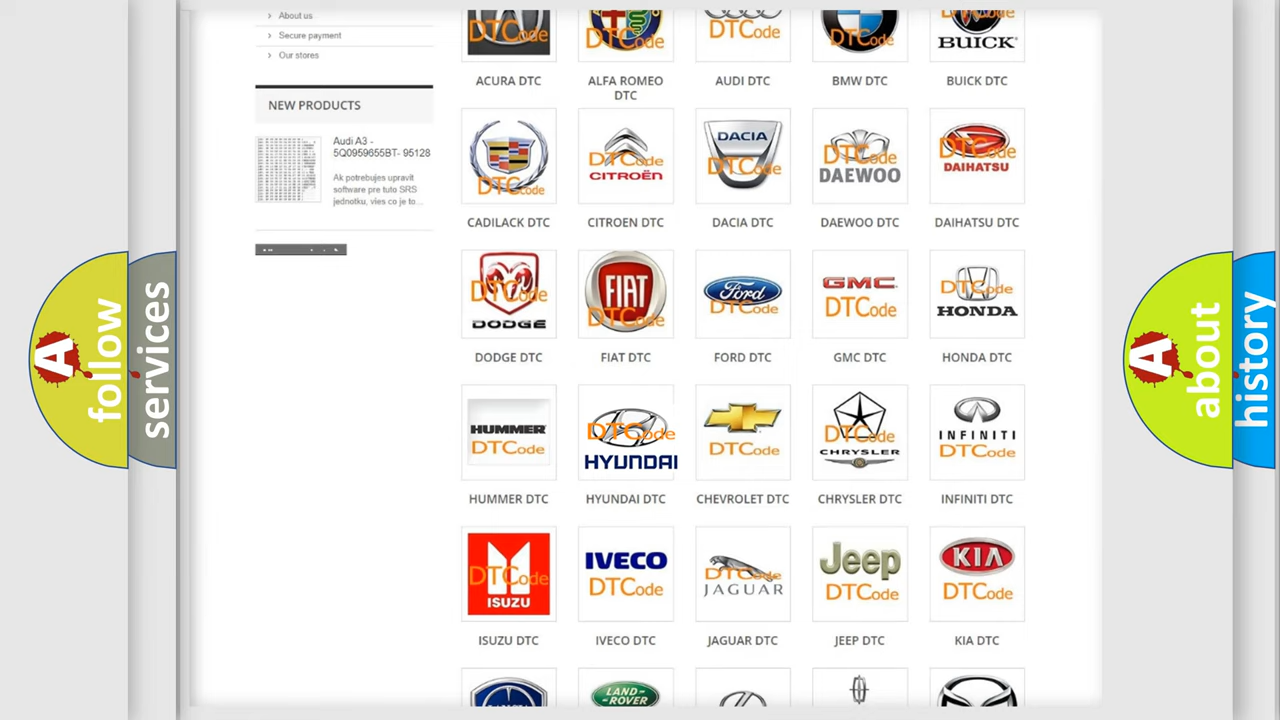 About us
Secure payment
Our stores
NEW PRODUCTS
Audi A3 -
5Q0959655BT- 95128
Ak potrebujes upravit
software pre tuto SRS
jednotku, vies co je to...
DTCode
DTCode
DTCode
DTCode
BUICK
ACURA DTC
ALFA ROMEO
DTC
AUDI DTC
BMW DTC
BUICK DTC
DTCode
DTCode
CITROËN
DACIA
DTCode
DTCode
DAEWOO
DTCode
DAIHATSU
CADILACK DTC
CITROEN DTC
DACIA DTC
DAEWOO DTC
DAIHATSU DTC
DTCode
DODGE
FIAT
DTCode
Ford
DTCode
GMC
DTCode
DTCode
HONDA
DODGE DTC
FIAT DTC
FORD DTC
GMC DTC
HONDA DTC
HUMMER
DTCode
DTCode
HYUNDAI
DTCode
DTCode
CHRYSLER
INFINITI
DTCode
HUMMER DTC
HYUNDAI DTC
CHEVROLET DTC
CHRYSLER DTC
INFINITI DTC
DTCode
ISUZU
IVECO
DTCode
DTCode
JAGUAR
Jeep
DTCode
KIA
DTCode
ISUZU DTC
IVECO DTC
JAGUAR DTC
JEEP DTC
KIA DTC
LAND-
ROVER
A follow
services
A about
history